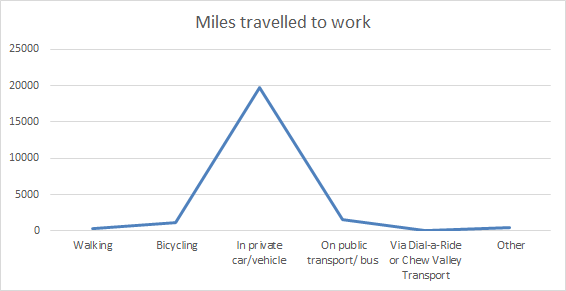 Miles travelled to work
25000
20000
15000
10000
5000
0
Walking
Bicycling
In private
car/vehicle
On public
transport/ bus
Via Dial-a-Ride
or Chew Valley
Transport
Other